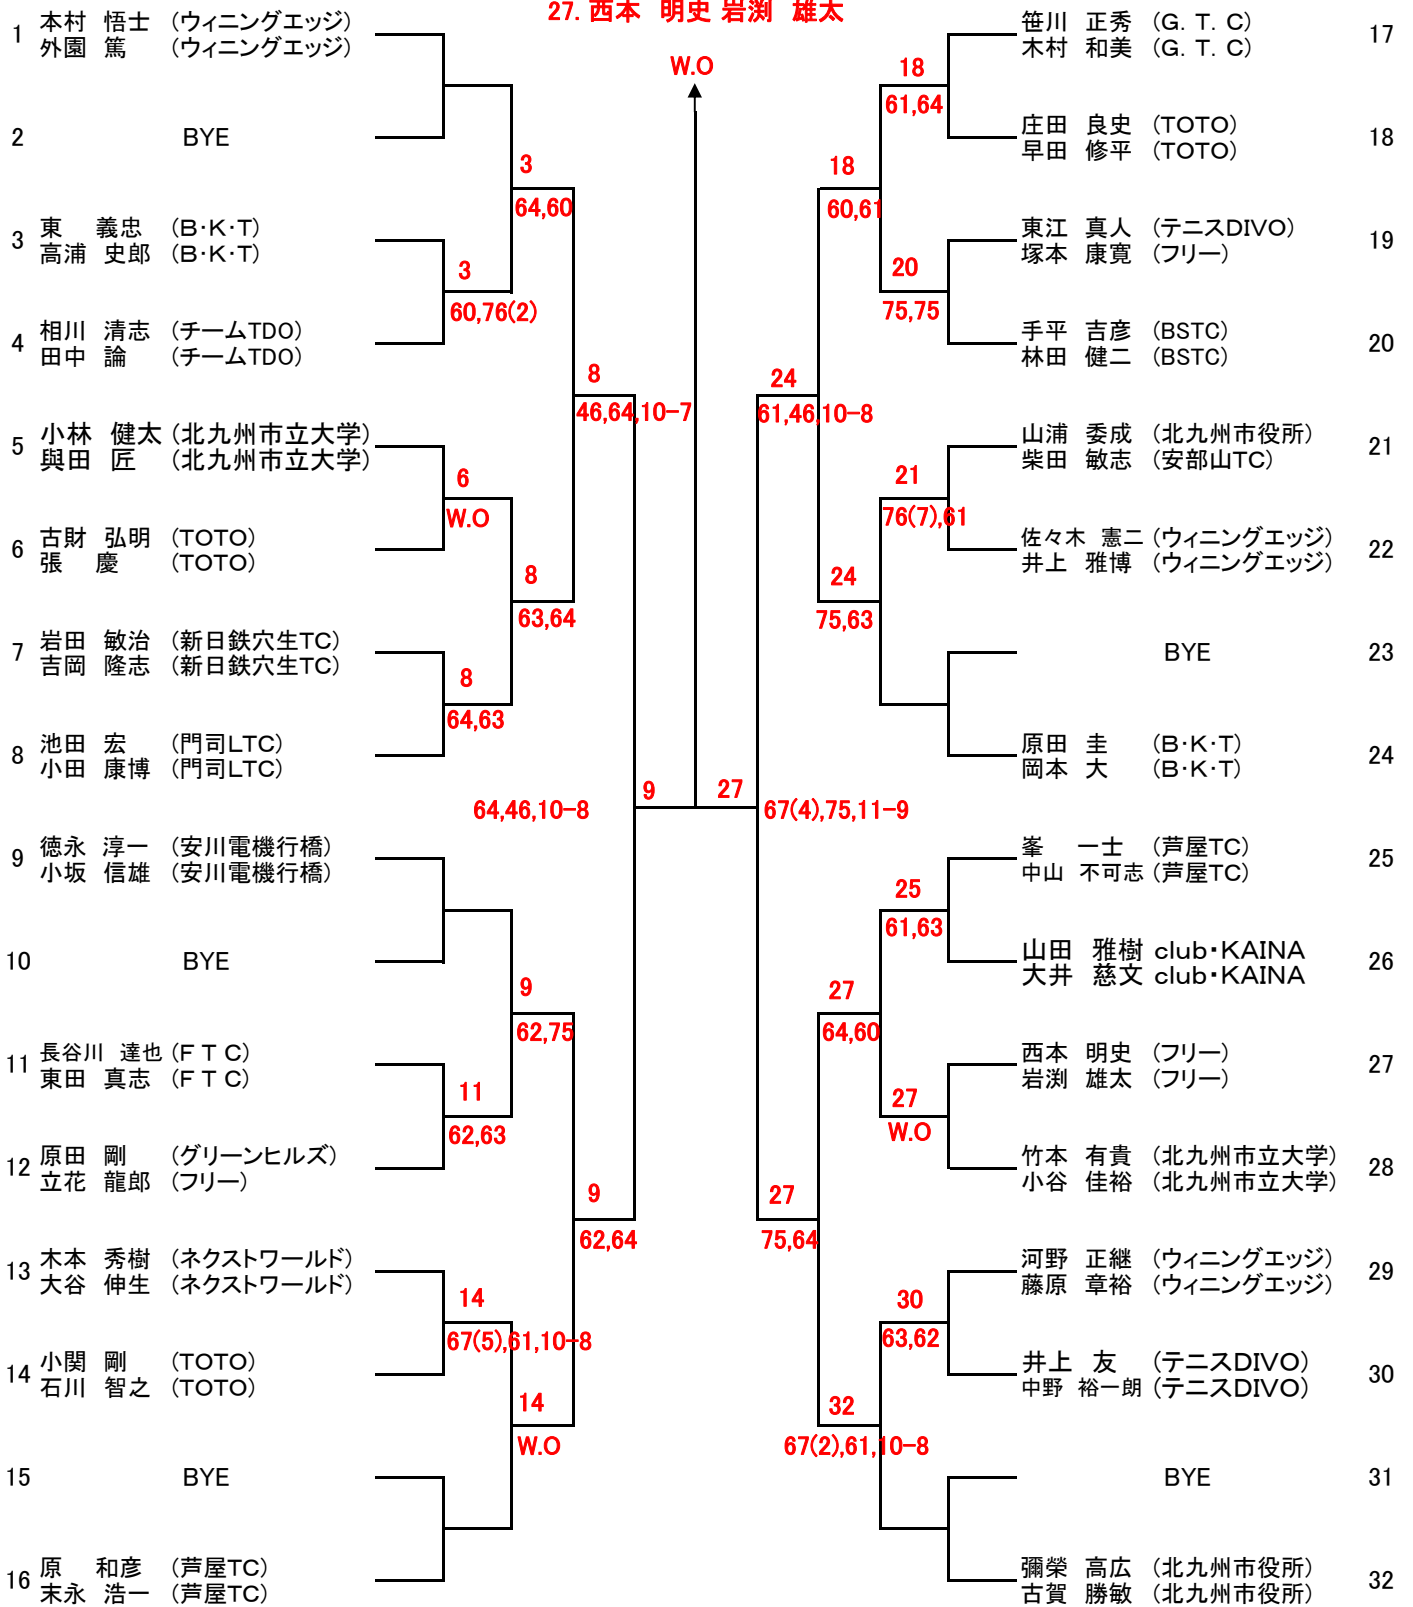 27. 西本 明史 岩渕 雄太
W.O
1 本村 悟士 (ウィニングエッジ)
外園 篤 (ウィニングエッジ)
2 BYE
3
64,60
3 東 義忠 (B・K・T)
高浦 史郎 (B・K・T)
3
60,76(2)
4 相川 清志 (チームTDO)
田中 論 (チームTDO)
8
46,64,10-7
5 小林 健太 (北九州市立大学)
與田 匠 (北九州市立大学)
6
W.O
6 古財 弘明 (TOTO)
張 慶 (TOTO)
8
63,64
7 岩田 敏治 (新日鉄穴生TC)
吉岡 隆志 (新日鉄穴生TC)
8
64,63
8 池田 宏 (門司LTC)
小田 康博 (門司LTC)
9
64,46,10-8
9 徳永 淳一 (安川電機行橋)
小坂 信雄 (安川電機行橋)
10 BYE
9
62,75
11 長谷川 達也 (F T C)
東田 真志 (F T C)
11
62,63
12 原田 剛 (グリーンヒルズ)
立花 龍郎 (フリー)
9
62,64
13 木本 秀樹 (ネクストワールド)
大谷 伸生 (ネクストワールド)
14
67(5),61,10-8
14 小関 剛 (TOTO)
石川 智之 (TOTO)
14
W.O
15 BYE
16 原 和彦 (芦屋TC)
末永 浩一 (芦屋TC)
笹川 正秀 (G. T. C) 17
木村 和美 (G. T. C)
18
61,64
庄田 良史 (TOTO) 18
早田 修平 (TOTO)
18
60,61
東江 真人 (テニスDIVO) 19
塚本 康寛 (フリー)
20
75,75
手平 吉彦 (BSTC) 20
林田 健二 (BSTC)
24
61,46,10-8
山浦 委成 (北九州市役所) 21
柴田 敏志 (安部山TC)
21
76(7),61
佐々木 憲二 (ウィニングエッジ) 22
井上 雅博 (ウィニングエッジ)
24
75,63
BYE 23
原田 圭 (B・K・T) 24
岡本 大 (B・K・T)
27
67(4),75,11-9
峯 一士 (芦屋TC) 25
中山 不可志 (芦屋TC)
25
61,63
山田 雅樹 club・KAINA 26
大井 慈文 club・KAINA
27
64,60
西本 明史 (フリー) 27
岩渕 雄太 (フリー)
27
W.O
竹本 有貴 (北九州市立大学) 28
小谷 佳裕 (北九州市立大学)
27
75,64
河野 正継 (ウィニングエッジ) 29
藤原 章裕 (ウィニングエッジ)
30
63,62
井上 友 (テニスDIVO) 30
中野 裕一朗 (テニスDIVO)
32
67(2),61,10-8
BYE 31
彌榮 高広 (北九州市役所) 32
古賀 勝敏 (北九州市役所)